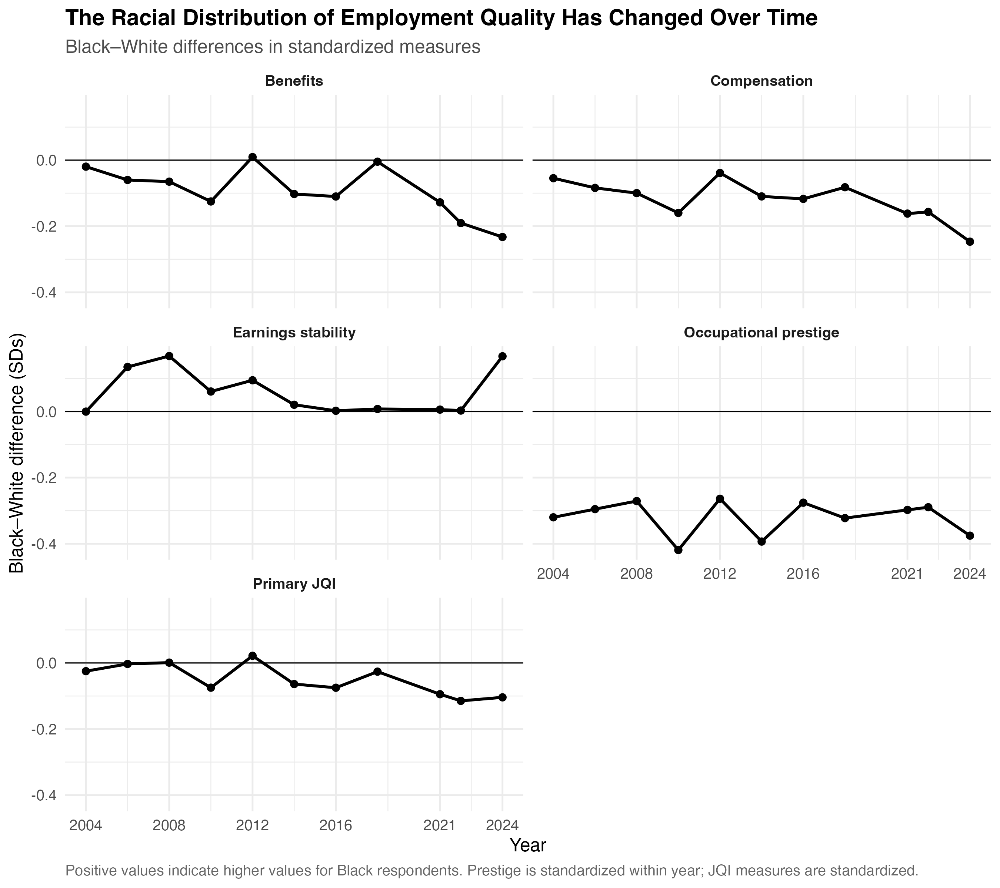 The Racial Distribution of Employment Quality Has Changed Over Time
Black–White differences in standardized measures
Benefits
Compensation
0.0
-0.2
-0.4
Earnings stability
Occupational prestige
0.0
-0.2
-0.4
2004 2008 2012 2016 2021 2024
Primary JQI
0.0
-0.2
-0.4
2004 2008 2012 2016 2021 2024
Black–White difference (SDs)
Year
Positive values indicate higher values for Black respondents. Prestige is standardized within year; JQI measures are standardized.